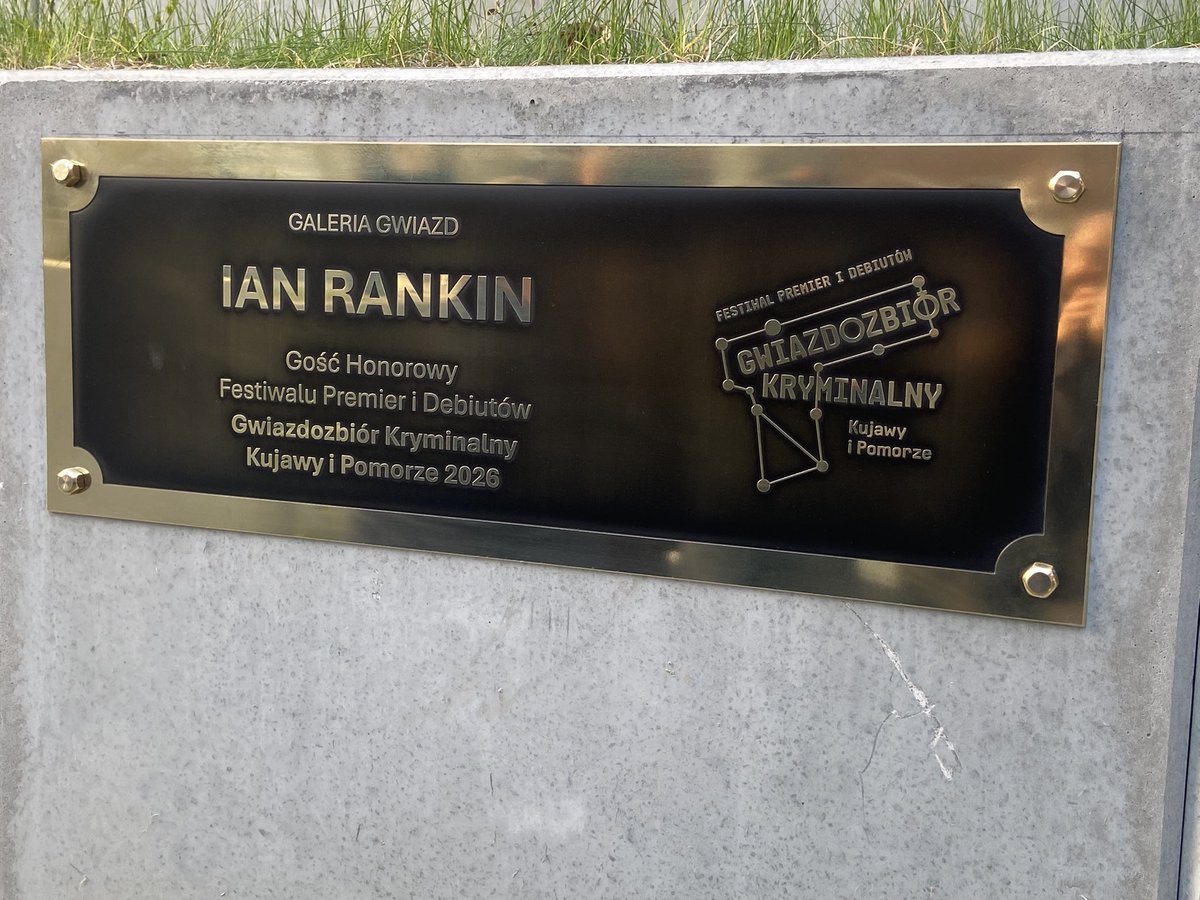 GALERIA GWIAZD
IAN RANKIN
Gość Honorowy
Festiwalu Premier i Debiutów
Gwiazdozbiór Kryminalny
Kujawy i Pomorze 2026
FESTIWAL PREMIER I DEBIUTÓW
GWIAZDOZBIÓR
KRYMINALNY
Kujawy
i Pomorze